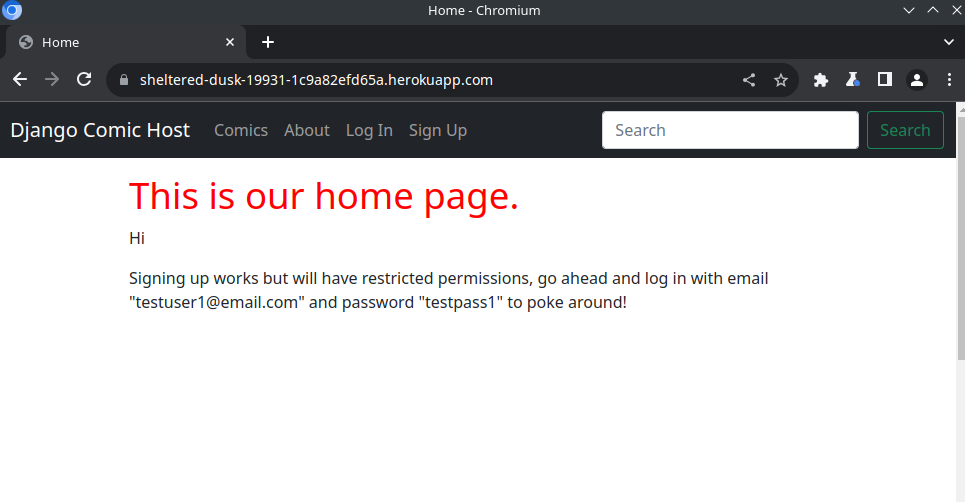 Home - Chromium
Home
sheltered-dusk-19931-1c9a82efd65a.herokuapp.com
Django Comic Host Comics About Log In Sign Up Search Search
This is our home page.
Hi
Signing up works but will have restricted permissions, go ahead and log in with email
"testuser1@email.com" and password "testpass1" to poke around!